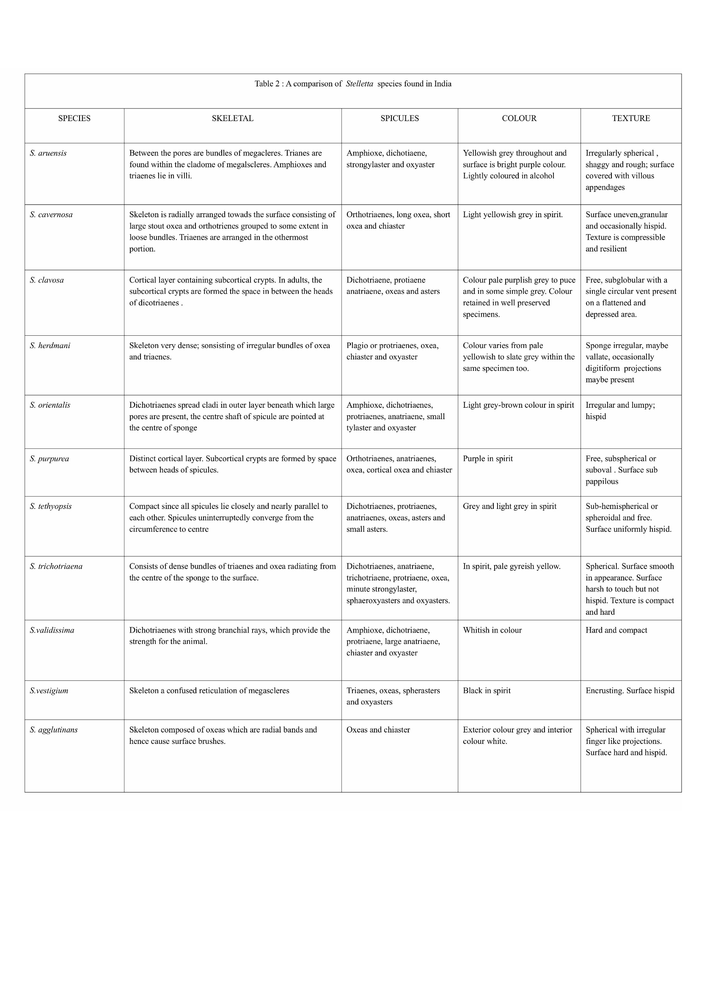 Table 2 : A comparison of Stelletta species found in India
SPECIES
SKELETAL
SPICULES
COLOUR
TEXTURE
S. aruensis
Between the pores are bundles of megacleres. Trianes are
found within the cladome of megalscleres. Amphioxes and
triaenes lie in villi.
Amphioxe, dichotiaene,
strongylaster and oxyaster
Yellowish grey throughout and
surface is bright purple colour.
Lightly coloured in alcohol
Irregularly spherical ,
shaggy and rough; surface
covered with villous
appendages
S. cavernosa
Skeleton is radially arranged towads the surface consisting of
large stout oxea and orthotrienes grouped to some extent in
loose bundles. Triaenes are arranged in the othermost
portion.
Orthotriaenes, long oxea, short
oxea and chiaster
Light yellowish grey in spirit.
Surface uneven,granular
and occasionally hispid.
Texture is compressible
and resilient
S. clavosa
Cortical layer containing subcortical crypts. In adults, the
subcortical crypts are formed the space in between the heads
of dicotriaenes .
Dichotriaene, protiaene
anatriaene, oxeas and asters
Colour pale purplish grey to puce
and in some simple grey. Colour
retained in well preserved
specimens.
Free, subglobular with a
single circular vent present
on a flattened and
depressed area.
S. herdmani
Skeleton very dense; sonsisting of irregular bundles of oxea
and triaenes.
Plagio or protriaenes, oxea,
chiaster and oxyaster
Colour varies from pale
yellowish to slate grey within the
same specimen too.
Sponge irregular, maybe
vallate, occasionally
digitiform projections
maybe present
S. orientalis
Dichotriaenes spread cladi in outer layer beneath which large
pores are present, the centre shaft of spicule are pointed at
the centre of sponge
Amphioxe, dichotriaenes,
protriaenes, anatriaene, small
tylaster and oxyaster
Light grey-brown colour in spirit
Irregular and lumpy;
hispid
S. purpurea
Distinct cortical layer. Subcortical crypts are formed by space
between heads of spicules.
Orthotriaenes, anatriaenes,
oxea, cortical oxea and chiaster
Purple in spirit
Free, subspherical or
suboval . Surface sub
pappilous
S. tethyopsis
Compact since all spicules lie closely and nearly parallel to
each other. Spicules uninterruptedly converge from the
circumference to centre
Dichotriaenes, protriaenes,
anatriaenes, oxeas, asters and
small asters.
Grey and light grey in spirit
Sub-hemispherical or
spheroidal and free.
Surface uniformly hispid.
S. trichotriaena
Consists of dense bundles of triaenes and oxea radiating from
the centre of the sponge to the surface.
Dichotriaenes, anatriaene,
trichotriaene, protriaene, oxea,
minute strongylaster,
sphaeroxyasters and oxyasters.
In spirit, pale gyreish yellow.
Spherical. Surface smooth
in appearance. Surface
harsh to touch but not
hispid. Texture is compact
and hard
S.validissima
Dichotriaenes with strong branchial rays, which provide the
strength for the animal.
Amphioxe, dichotriaene,
protriaene, large anatriaene,
chiaster and oxyaster
Whitish in colour
Hard and compact
S.vestigium
Skeleton a confused reticulation of megascleres
Triaenes, oxeas, spherasters
and oxyasters
Black in spirit
Encrusting. Surface hispid
S. agglutinans
Skeleton composed of oxeas which are radial bands and
hence cause surface brushes.
Oxeas and chiaster
Exterior colour grey and interior
colour white.
Spherical with irregular
finger like projections.
Surface hard and hispid.